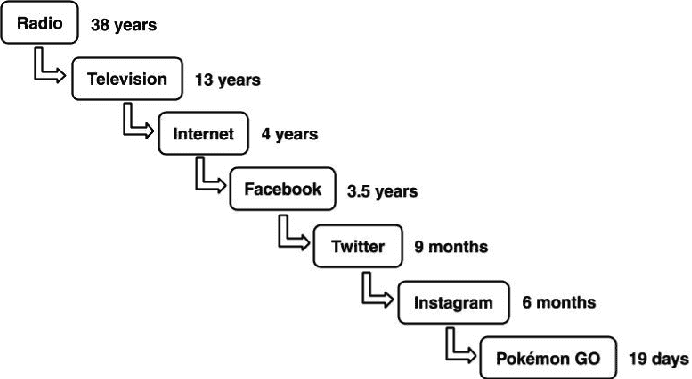 Radio 38 years
Television 13 years
Internet 4 years
Facebook 3.5 years
Twitter 9 months
Instagram 6 months
Pokémon GO 19 days